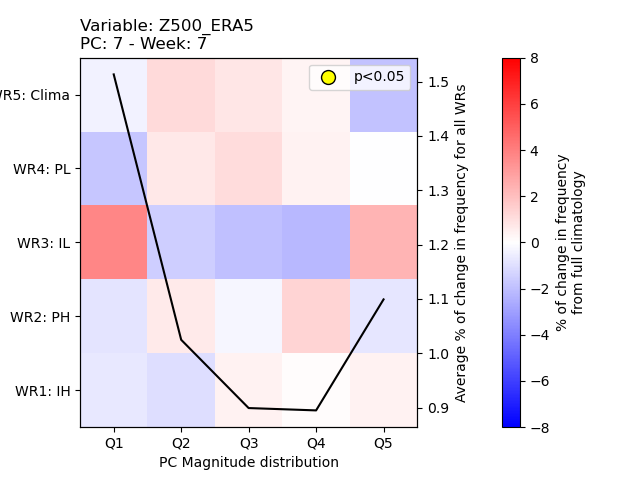 Variable: Z500_ERA5
PC: 7 - Week: 7
p<0.05
WR5: Clima
WR4: PL
WR3: IL
WR2: PH
WR1: IH
Q1 Q2 Q3 Q4 Q5
PC Magnitude distribution
1.5
1.4
1.3
1.2
1.1
1.0
0.9
Average % of change in frequency for all WRs
8
6
4
2
0
−2
−4
−6
−8
% of change in frequency
from full climatology